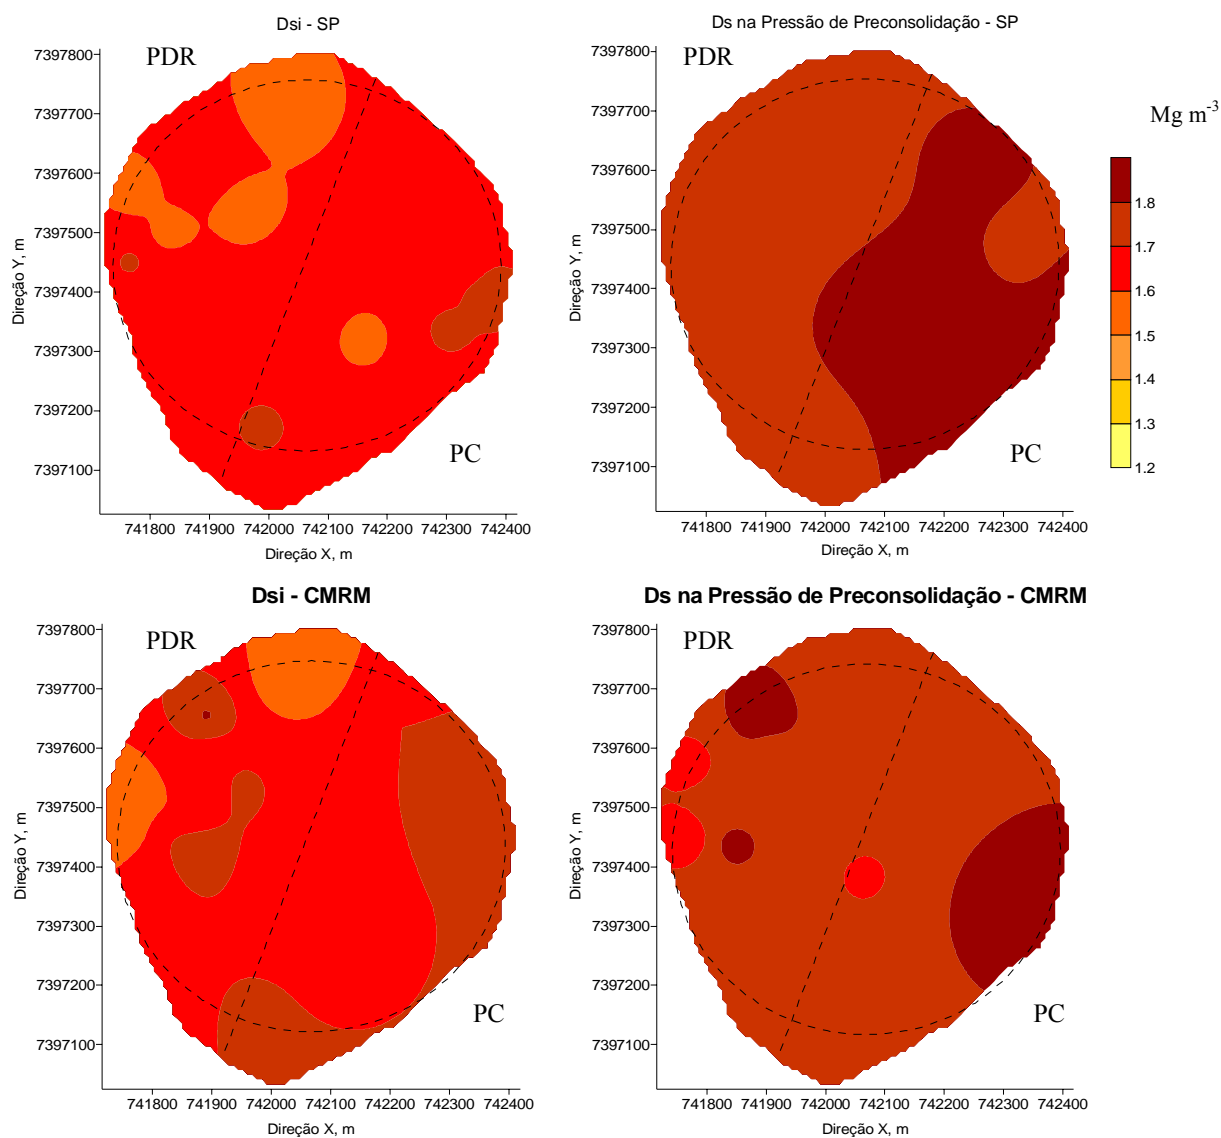 Dsi - SP
PDR
7397800
7397700
7397600
7397500
7397400
7397300
7397200
7397100
Direção Y, m
PC
741800 741900 742000 742100 742200 742300 742400
Direção X, m
Ds na Pressão de Preconsolidação - SP
PDR
7397800
7397700
7397600
7397500
7397400
7397300
7397200
7397100
Direção Y, m
PC
741800 741900 742000 742100 742200 742300 742400
Direção X, m
Mg m-3
1.8
1.7
1.6
1.5
1.4
1.3
1.2
Dsi - CMRM
PDR
7397800
7397700
7397600
7397500
7397400
7397300
7397200
7397100
Direção Y, m
PC
741800 741900 742000 742100 742200 742300 742400
Direção X, m
Ds na Pressão de Preconsolidação - CMRM
PDR
7397800
7397700
7397600
7397500
7397400
7397300
7397200
7397100
Direção Y, m
PC
741800 741900 742000 742100 742200 742300 742400
Direção X, m